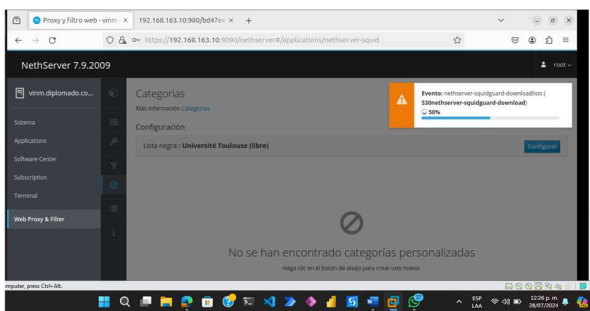 Proxy y filtro web - vinm
192.168.163.10:980/bd47ee
https://192.168.163.10:9090/nethserver#/applications/nethserver-squid
NethServer 7.9.2009
root
vinm.diplomado.co...
Sistema
Applications
Software Center
Subscription
Terminal
Web Proxy & Filter
Categorías
Más información Categorías.
Configuración
Lista negra : Université Toulouse (libre)
Configurar
Evento: nethserver-squidguard-downloadlists (
S30nethserver-squidguard-download)
50%
No se han encontrado categorías personalizadas
Haga clic en el botón de abajo para crear uno nuevo.
omputer, press Ctrl+Alt.
ESP
LAA
12:26 p. m.
28/07/2024